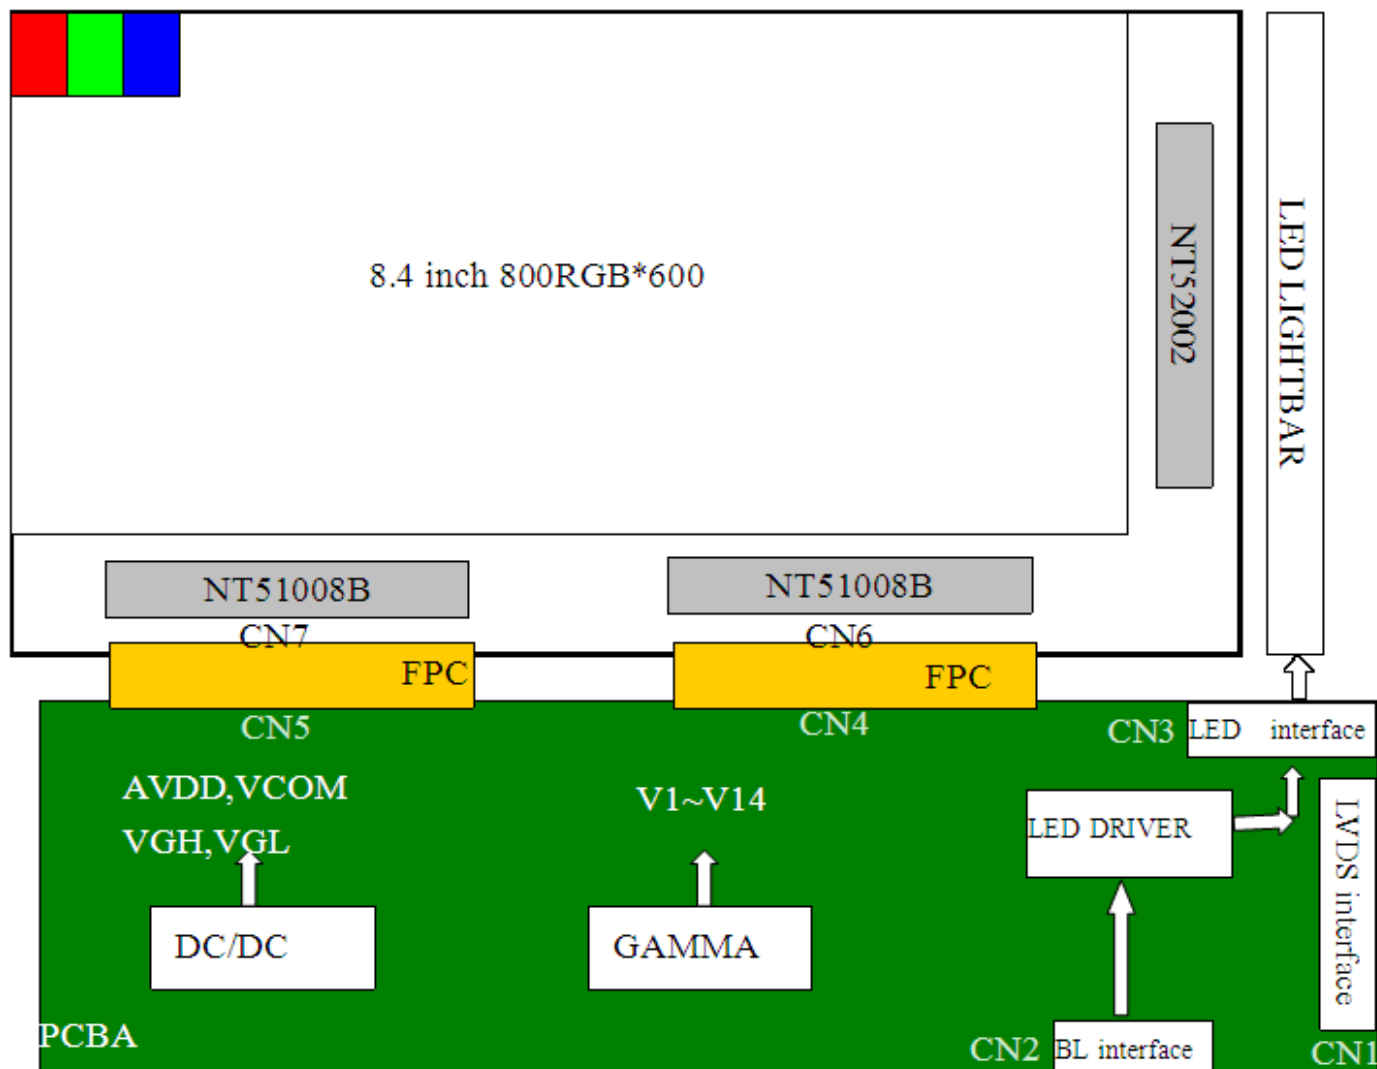 8.4 inch 800RGB*600
NT52002
LED LIGHTBAR
NT51008B
NT51008B
CN7
CN6
FPC
FPC
CN5
CN4
CN3
LED interface
AVDD,VCOM
VGH,VGL
V1~V14
LED DRIVER
LVDS interface
DC/DC
GAMMA
PCBA
CN2
BL interface
CN1